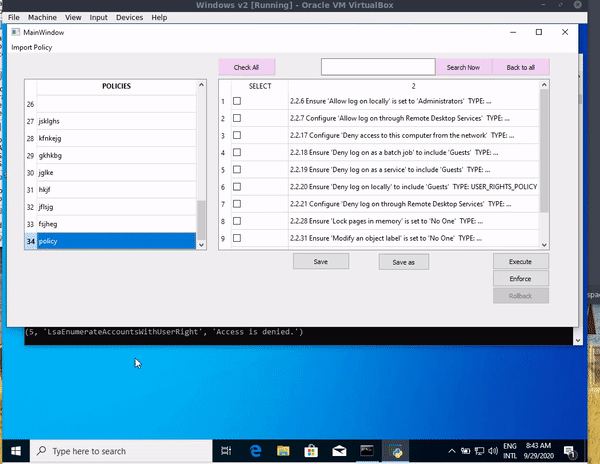 Windows v2 [Running] - Oracle VM VirtualBox
File Machine View Input Devices Help
MainWindow
Import Policy
Check All
Search Now
Back to all
POLICIES
26
27 jsklghs
28 kfnkejg
29 gkhkbg
30 jglke
31 hkjf
32 jflsjg
33 fsjheg
34 policy
SELECT 2
1 2.2.6 Ensure 'Allow log on locally' is set to 'Administrators' TYPE: ...
2 2.2.7 Configure 'Allow log on through Remote Desktop Services' TYPE: ...
3 2.2.17 Configure 'Deny access to this computer from the network' TYPE: ...
4 2.2.18 Ensure 'Deny log on as a batch job' to include 'Guests' TYPE: ...
5 2.2.19 Ensure 'Deny log on as a service' to include 'Guests' TYPE: ...
6 2.2.20 Ensure 'Deny log on locally' to include 'Guests' TYPE: USER_RIGHTS_POLICY
7 2.2.21 Configure 'Deny log on through Remote Desktop Services' TYPE: ...
8 2.2.28 Ensure 'Lock pages in memory' is set to 'No One' TYPE: ...
9 2.2.31 Ensure 'Modify an object label' is set to 'No One' TYPE: ...
Save
Save as
Execute
Enforce
Rollback
(5, 'LsaEnumerateAccountsWithUserRight', 'Access is denied.')
Type here to search
ENG
INTL
8:43 AM
9/29/2020
1